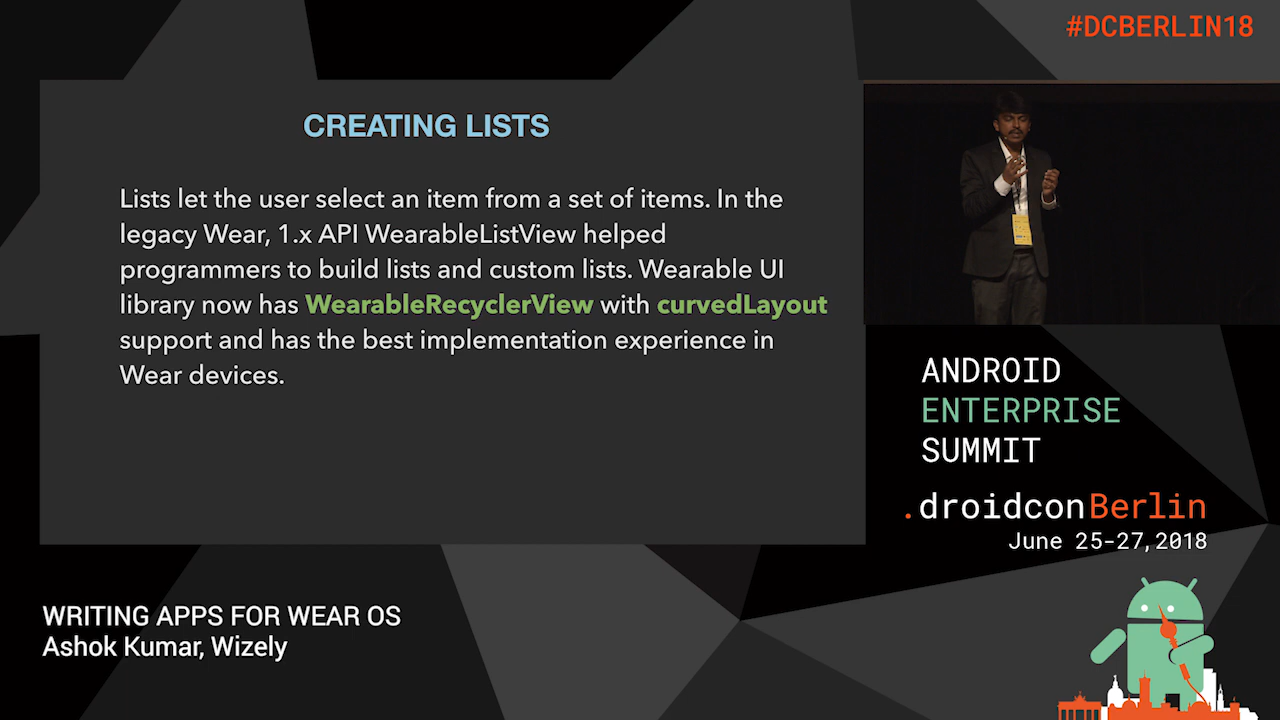 #DCBERLIN18
CREATING LISTS
Lists let the user select an item from a set of items. In the
legacy Wear, 1.x API WearableListView helped
programmers to build lists and custom lists. Wearable UI
library now has WearableRecyclerView with curvedLayout
support and has the best implementation experience in
Wear devices.
ANDROID
ENTERPRISE
SUMMIT
.droidconBerlin
June 25-27, 2018
WRITING APPS FOR WEAR OS
Ashok Kumar, Wizely